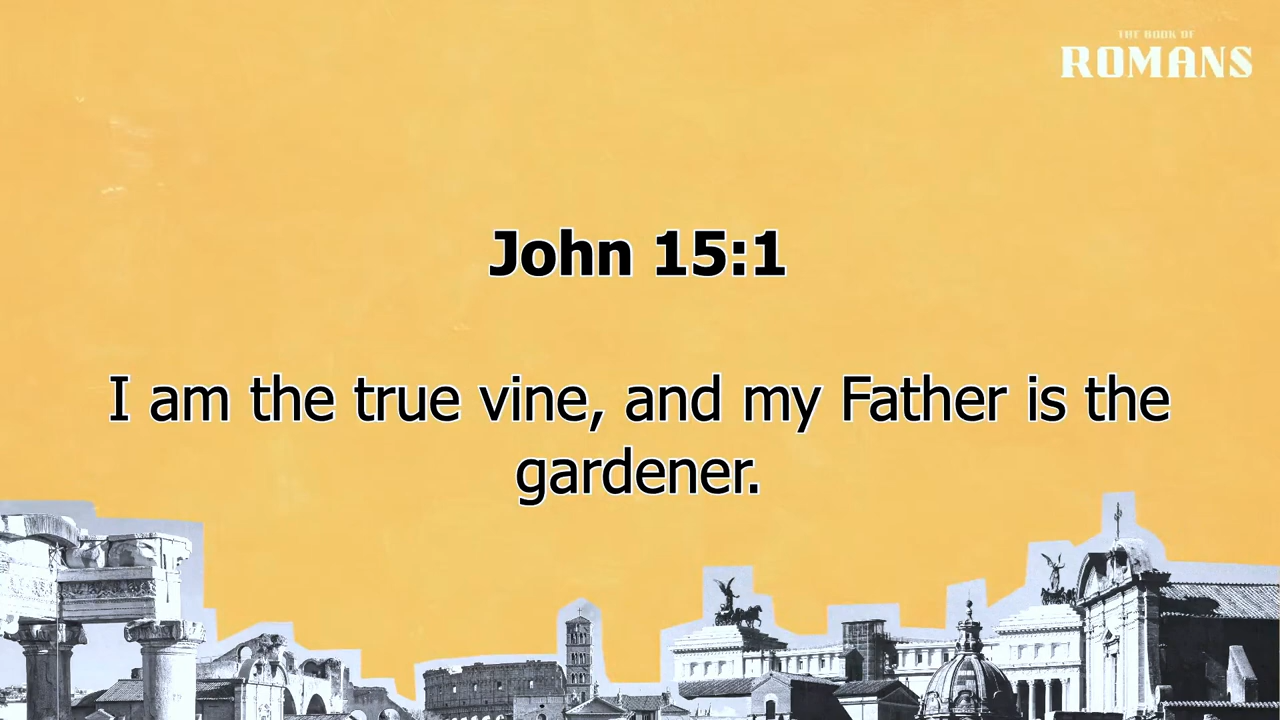 THE BOOK OF
ROMANS
John 15:1
I am the true vine, and my Father is the
gardener.